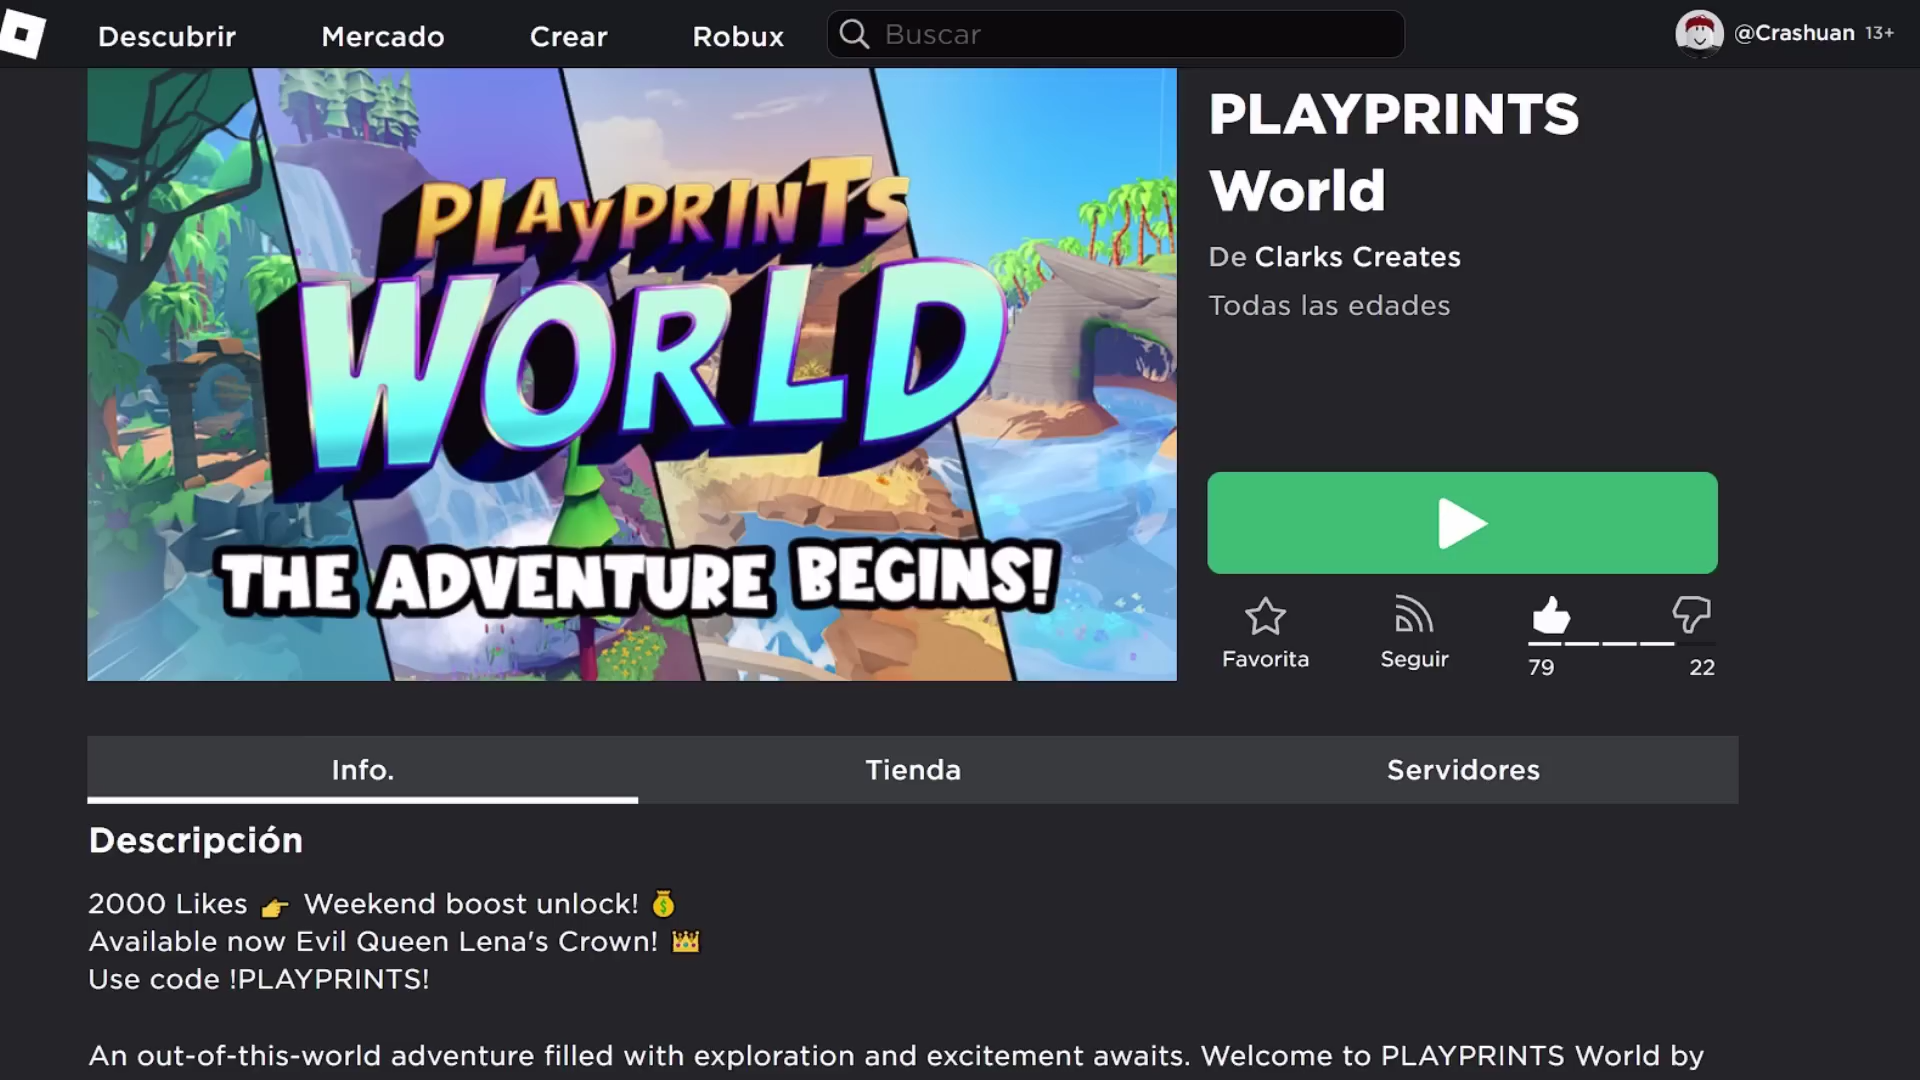 Descubrir Mercado Crear Robux Buscar @Crashuan 13+
PLAYPRINTS
WORLD
THE ADVENTURE BEGINS!
PLAYPRINTS
World
De Clarks Creates
Todas las edades
Favorita Seguir 79 22
Info. Tienda Servidores
Descripción
2000 Likes 👉 Weekend boost unlock! 💰
Available now Evil Queen Lena's Crown! 👑
Use code !PLAYPRINTS!
An out-of-this-world adventure filled with exploration and excitement awaits. Welcome to PLAYPRINTS World by